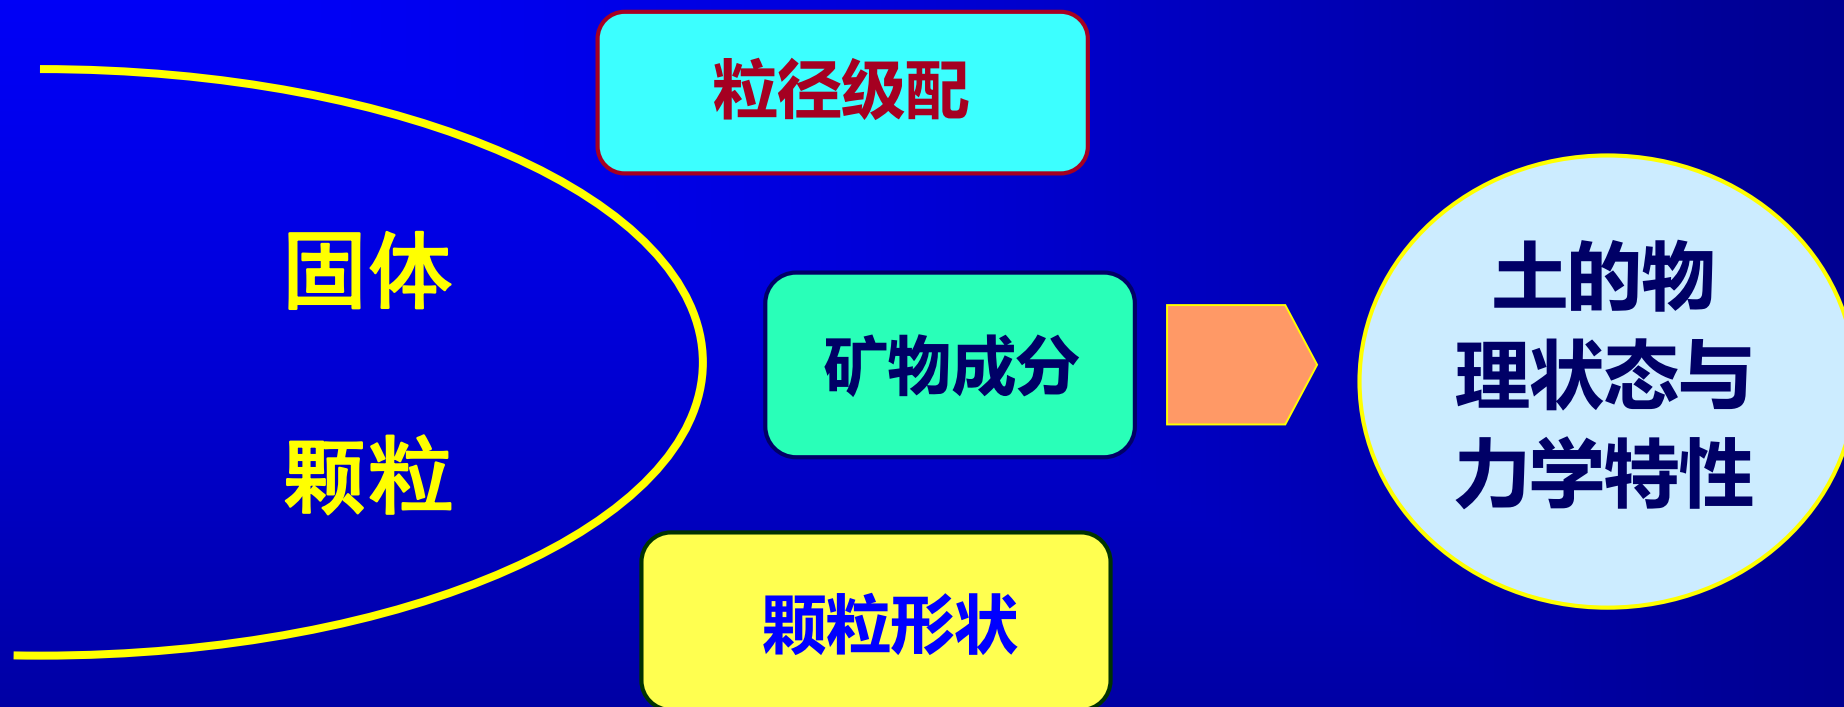 粒径级配
固体
颗粒
矿物成分
颗粒形状
土的物
理状态与
力学特性